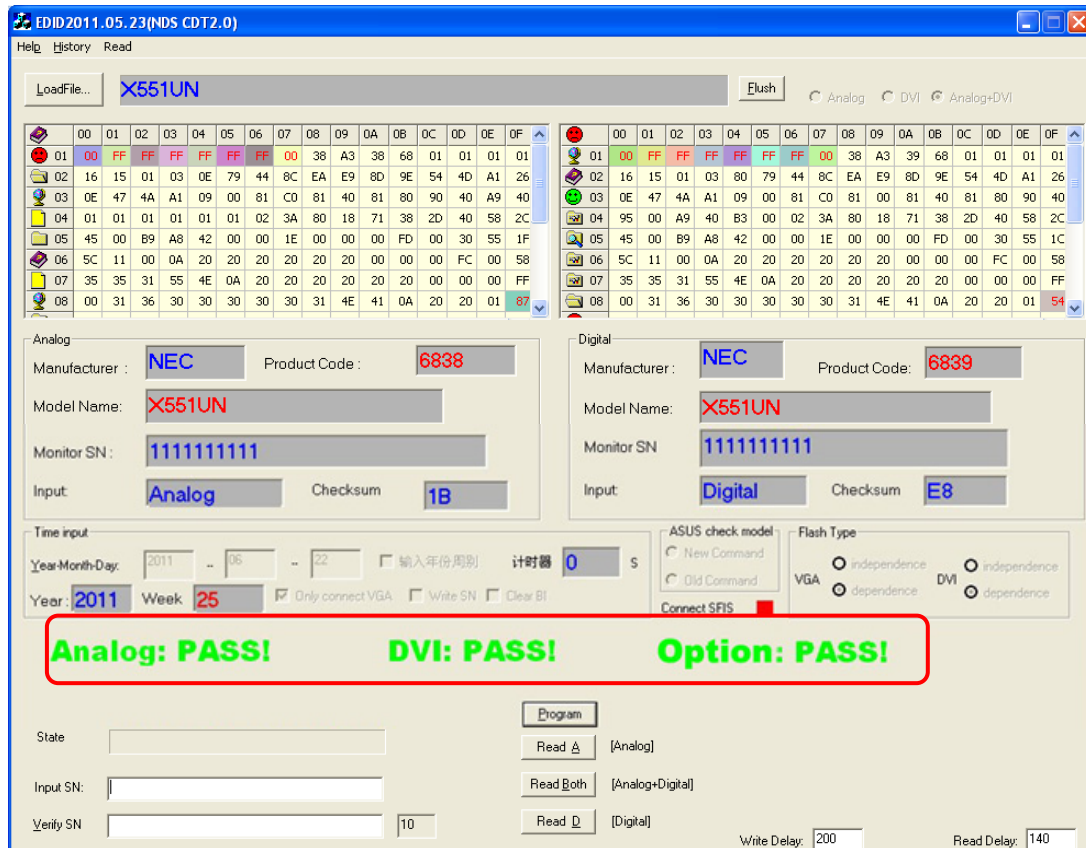 EDID2011.05.23(NDS CDT2.0)
Help History Read
LoadFile... X551UN Flush Analog DVI Analog+DVI
00 01 02 03 04 05 06 07 08 09 0A 0B 0C 0D 0E 0F
01 00 FF FF FF FF FF FF 00 38 A3 38 68 01 01 01 01
02 16 15 01 03 0E 79 44 8C EA E9 8D 9E 54 4D A1 26
03 0E 47 4A A1 09 00 81 C0 81 40 81 80 90 40 A9 40
04 01 01 01 01 01 01 02 3A 80 18 71 38 2D 40 58 2C
05 45 00 B9 A8 42 00 00 1E 00 00 00 FD 00 30 55 1F
06 5C 11 00 0A 20 20 20 20 20 20 00 00 00 FC 00 58
07 35 35 31 55 4E 0A 20 20 20 20 20 20 00 00 00 FF
08 00 31 36 30 30 30 30 30 31 4E 41 0A 20 20 01 87
00 01 02 03 04 05 06 07 08 09 0A 0B 0C 0D 0E 0F
01 00 FF FF FF FF FF FF 00 38 A3 39 68 01 01 01 01
02 16 15 01 03 80 79 44 8C EA E9 8D 9E 54 4D A1 26
03 0E 47 4A A1 09 00 81 C0 81 00 81 40 81 80 90 40
04 95 00 A9 40 B3 00 02 3A 80 18 71 38 2D 40 58 2C
05 45 00 B9 A8 42 00 00 1E 00 00 00 FD 00 30 55 1C
06 5C 11 00 0A 20 20 20 20 20 20 00 00 00 FC 00 58
07 35 35 31 55 4E 0A 20 20 20 20 20 20 00 00 00 FF
08 00 31 36 30 30 30 30 30 31 4E 41 0A 20 20 01 54
Analog
Manufacturer : NEC Product Code : 6838
Model Name: X551UN
Monitor SN : 1111111111
Input: Analog Checksum 1B
Digital
Manufacturer : NEC Product Code: 6839
Model Name: X551UN
Monitor SN 1111111111
Input: Digital Checksum E8
Time input
Year-Month-Day: 2011 .. 06 .. 22 输入年份周别 计时器 0 S
Year : 2011 Week 25 Only connect VGA Write SN Clear BI
ASUS check model
New Command
Old Command
Connect SFIS
Flash Type
VGA independence dependence
DVI independence dependence
Analog: PASS! DVI: PASS! Option: PASS!
Program
State Read A [Analog]
Input SN: Read Both [Analog+Digital]
Verify SN 10 Read D [Digital]
Write Delay: 200 Read Delay: 140